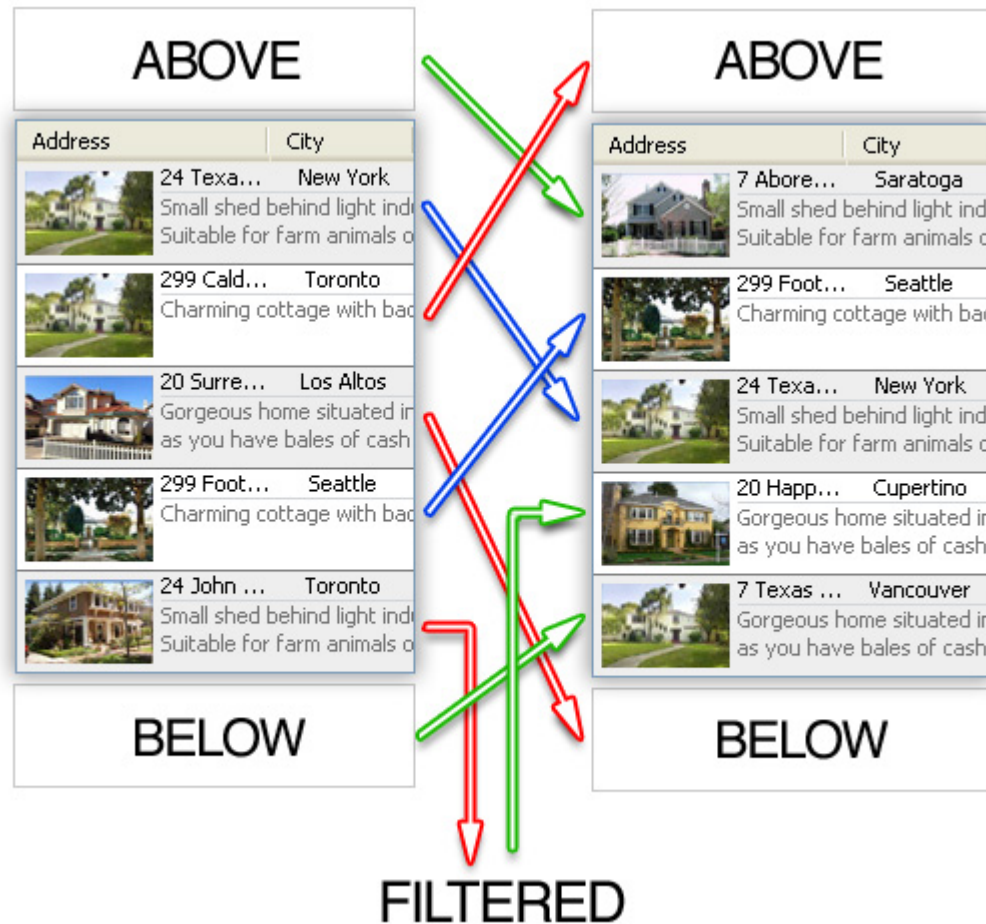 ABOVE
Address City
24 Texa... New York
Small shed behind light indu
Suitable for farm animals o
299 Cald... Toronto
Charming cottage with bac
20 Surre... Los Altos
Gorgeous home situated in
as you have bales of cash
299 Foot... Seattle
Charming cottage with bac
24 John ... Toronto
Small shed behind light indu
Suitable for farm animals o
BELOW
ABOVE
Address City
7 Abore... Saratoga
Small shed behind light ind
Suitable for farm animals o
299 Foot... Seattle
Charming cottage with bac
24 Texa... New York
Small shed behind light ind
Suitable for farm animals o
20 Happ... Cupertino
Gorgeous home situated in
as you have bales of cash
7 Texas ... Vancouver
Gorgeous home situated in
as you have bales of cash
BELOW
FILTERED